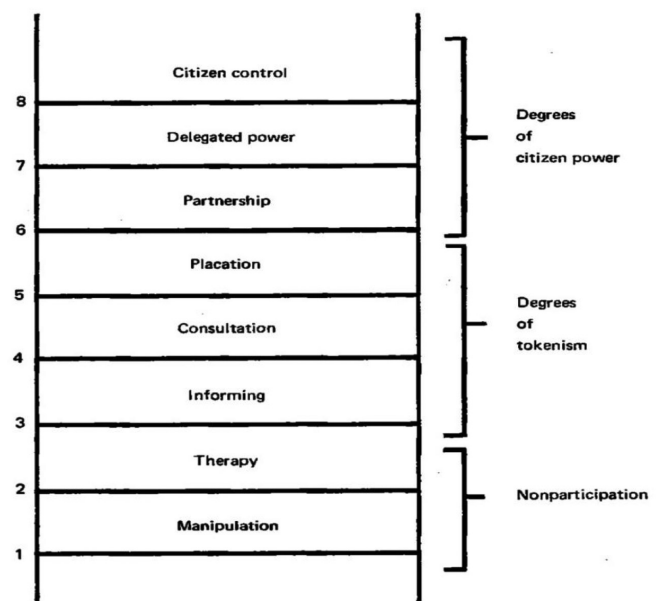 Citizen control
8
Delegated power
7
Partnership
6
Placation
5
Consultation
4
Informing
3
Therapy
2
Manipulation
1
Degrees
of
citizen power
Degrees
of
tokenism
Nonparticipation